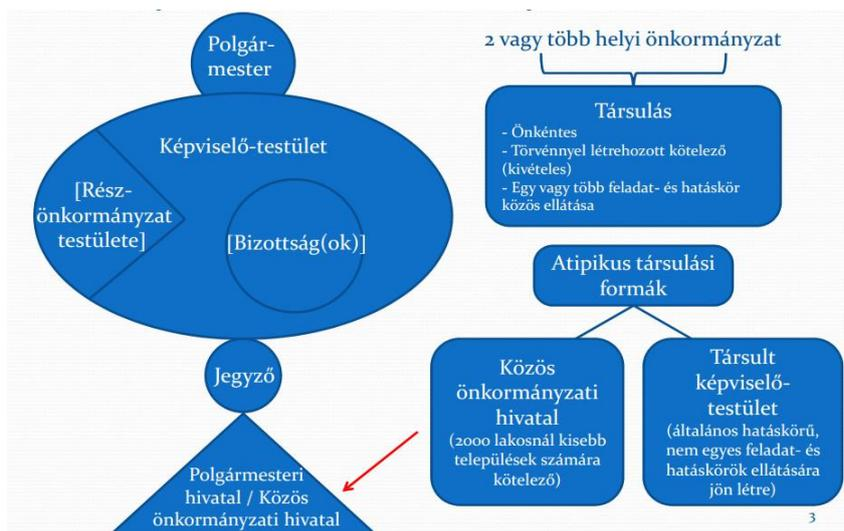 Polgár-
mester
Képviselő-testület
[Rész-
önkormányzat
testülete]
[Bizottság(ok)]
Jegyző
Polgármesteri
hivatal / Közös
önkormányzati hivatal
2 vagy több helyi önkormányzat
Társulás
- Önkéntes
- Törvénnyel létrehozott kötelező
(kivételes)
- Egy vagy több feladat- és hatáskör
közös ellátása
Atipikus társulási
formák
Közös
önkormányzati
hivatal
(2000 lakosnál kisebb
települések számára
kötelező)
Társult
képviselő-
testület
(általános hatáskörű,
nem egyes feladat- és
hatáskörök ellátására
jön létre)
3